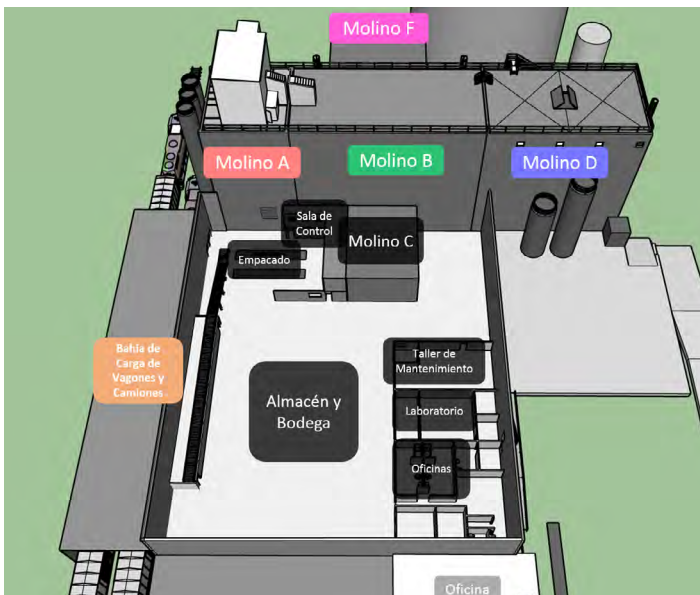 Molino F
Molino A
Molino B
Molino D
Sala de
Control
Molino C
Empacado
Bahia de
Carga de
Vagones y
Camiones
Taller de
Mantenimiento
Almacén y
Bodega
Laboratorio
Oficinas
Oficina